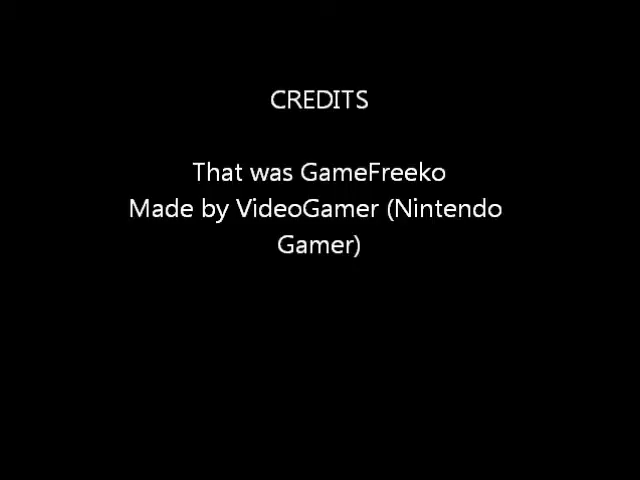 CREDITS
That was GameFreeko
Made by VideoGamer (Nintendo
Gamer)